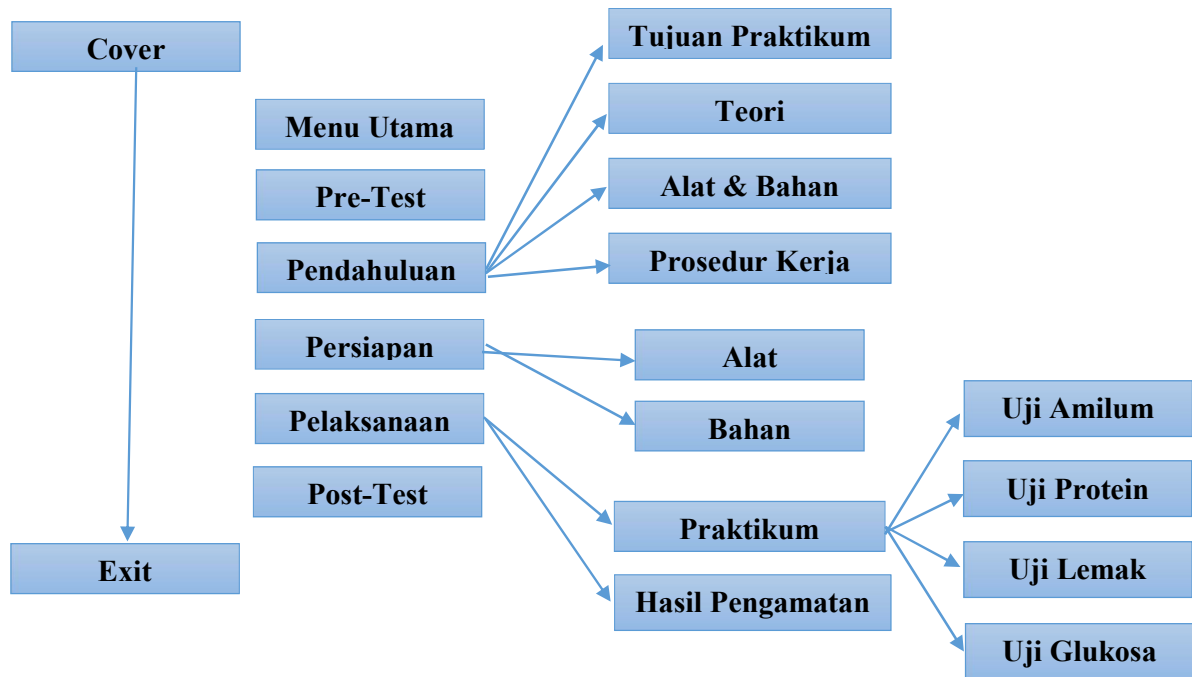 Cover
Menu Utama
Pre-Test
Pendahuluan
Persiapan
Pelaksanaan
Post-Test
Exit
Tujuan Praktikum
Teori
Alat & Bahan
Prosedur Kerja
Alat
Bahan
Praktikum
Hasil Pengamatan
Uji Amilum
Uji Protein
Uji Lemak
Uji Glukosa